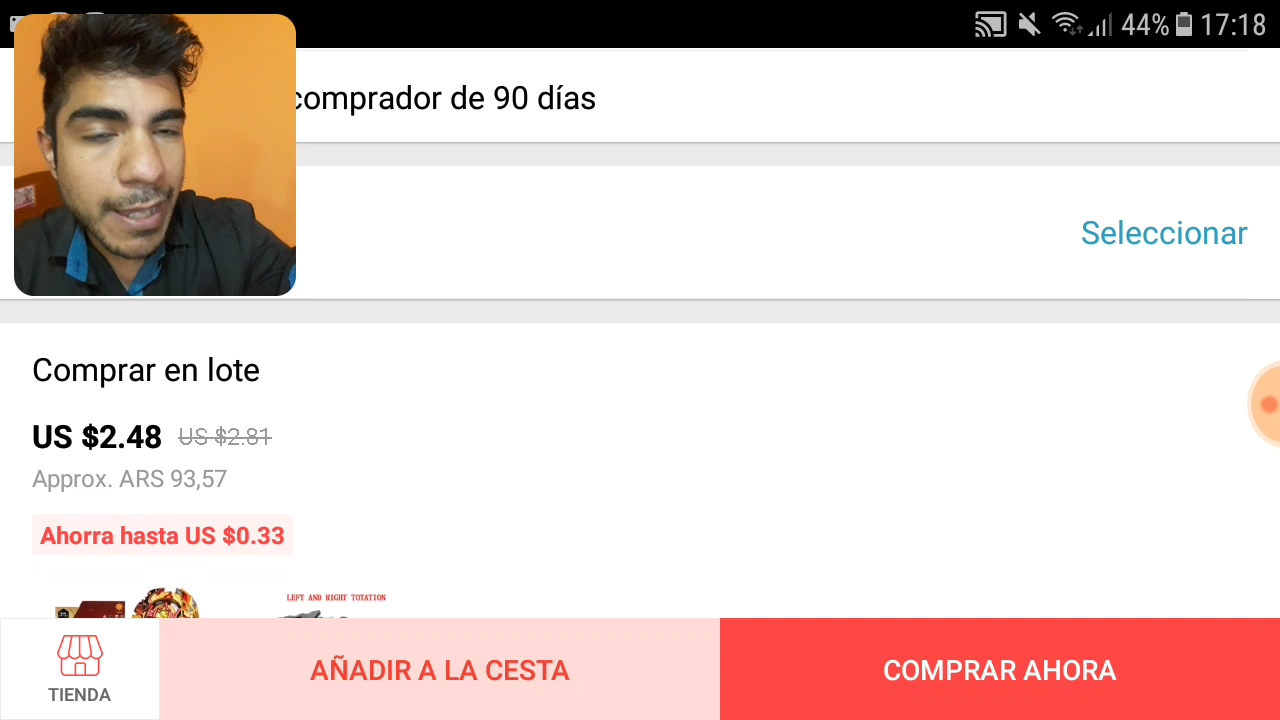 44% 17:18
comprador de 90 días
Seleccionar
Comprar en lote
US $2.48 US $2.81
Approx. ARS 93,57
Ahorra hasta US $0.33
LEFT AND RIGHT TOTATION
TIENDA
AÑADIR A LA CESTA
COMPRAR AHORA